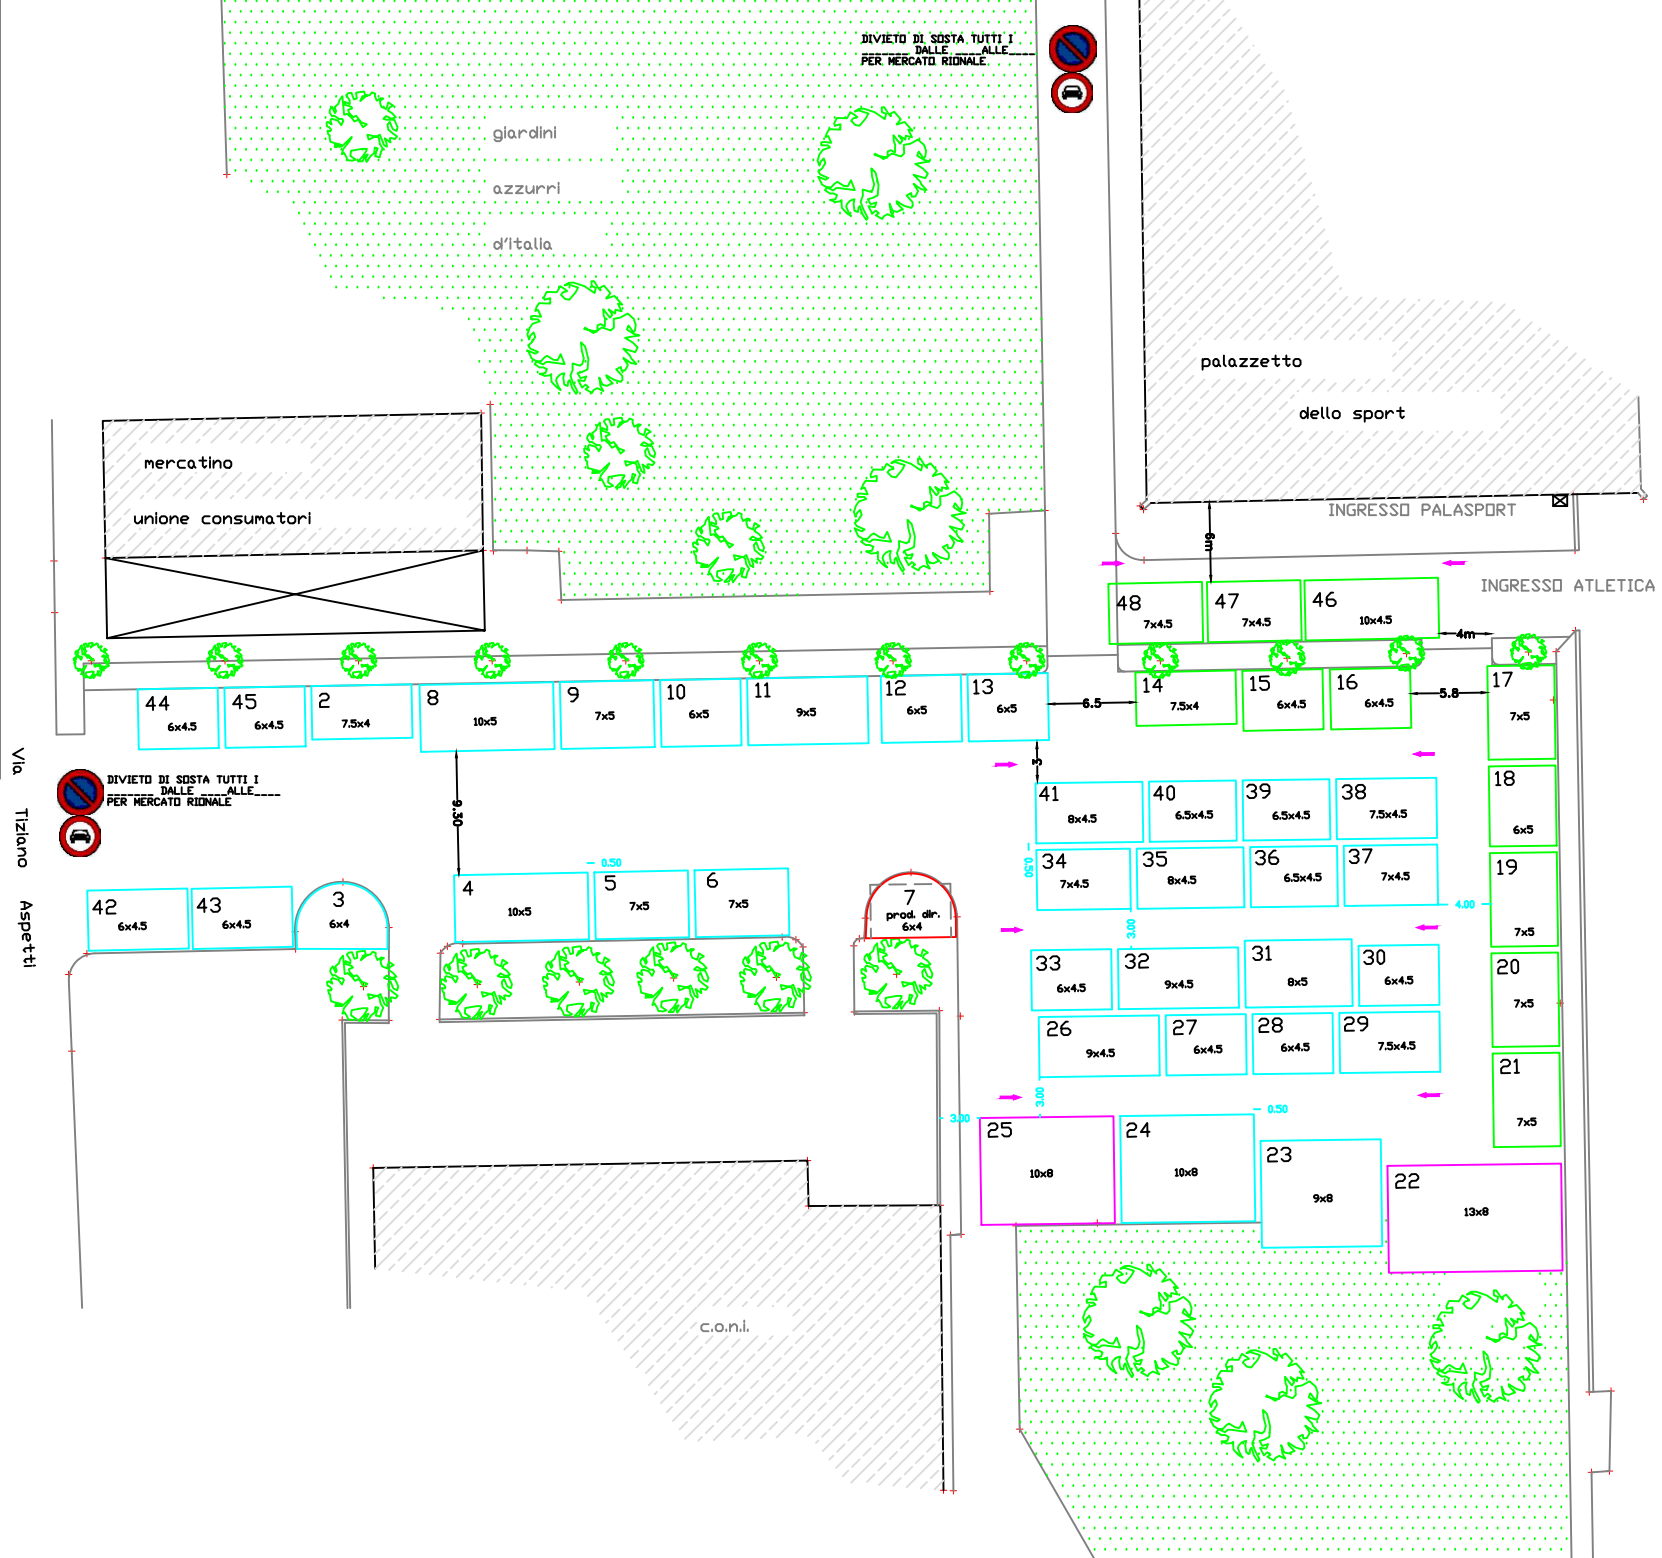 DIVIETO DI SOSTA TUTTI I
_______ DALLE ____ALLE____
PER MERCATO RIONALE
giardini
azzurri
d'italia
palazzetto
dello sport
mercatino
unione consumatori
INGRESSO PALASPORT
6m
INGRESSO ATLETICA
48
7x4.5
47
7x4.5
46
10x4.5
4m
44
6x4.5
45
6x4.5
2
7.5x4
8
10x5
9
7x5
10
6x5
11
9x5
12
6x5
13
6x5
6.5
14
7.5x4
15
6x4.5
16
6x4.5
5.8
17
7x5
Via Tiziano Aspetti
DIVIETO DI SOSTA TUTTI I
_______ DALLE ____ALLE____
PER MERCATO RIONALE
9.30
3
41
8x4.5
40
6.5x4.5
39
6.5x4.5
38
7.5x4.5
18
6x5
0.50
0.50
34
7x4.5
35
8x4.5
36
6.5x4.5
37
7x4.5
19
7x5
4.00
42
6x4.5
43
6x4.5
3
6x4
4
10x5
5
7x5
6
7x5
7
prod. dir.
6x4
3.00
33
6x4.5
32
9x4.5
31
8x5
30
6x4.5
20
7x5
26
9x4.5
27
6x4.5
28
6x4.5
29
7.5x4.5
21
7x5
3.00
3.00
0.50
25
10x8
24
10x8
23
9x8
22
13x8
c.o.n.i.